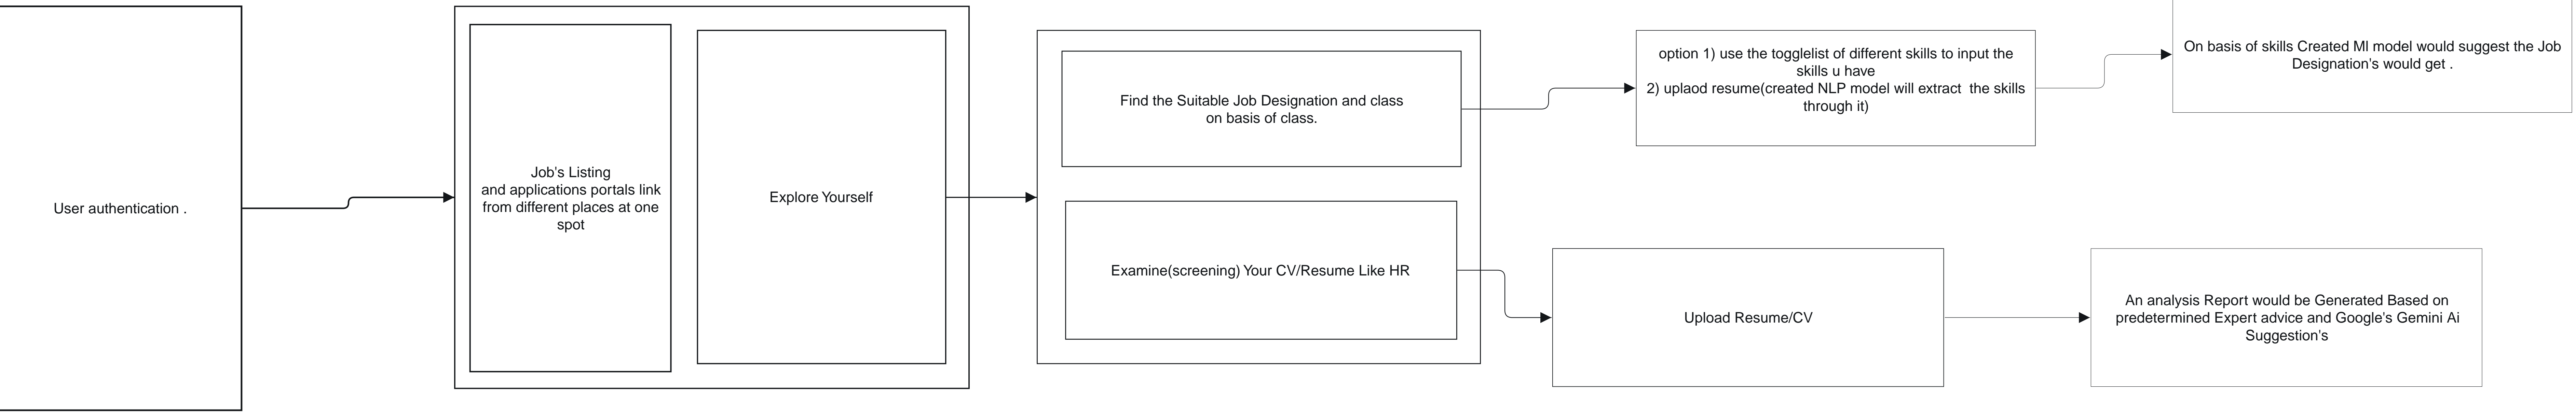 User authentication .
Job's Listing
and applications portals link
from different places at one
spot
Explore Yourself
Find the Suitable Job Designation and class
on basis of class.
Examine(screening) Your CV/Resume Like HR
option 1) use the togglelist of different skills to input the
skills u have
2) uplaod resume(created NLP model will extract  the skills
through it)
On basis of skills Created Ml model would suggest the Job
Designation's would get .
Upload Resume/CV
An analysis Report would be Generated Based on
predetermined Expert advice and Google's Gemini Ai
Suggestion's